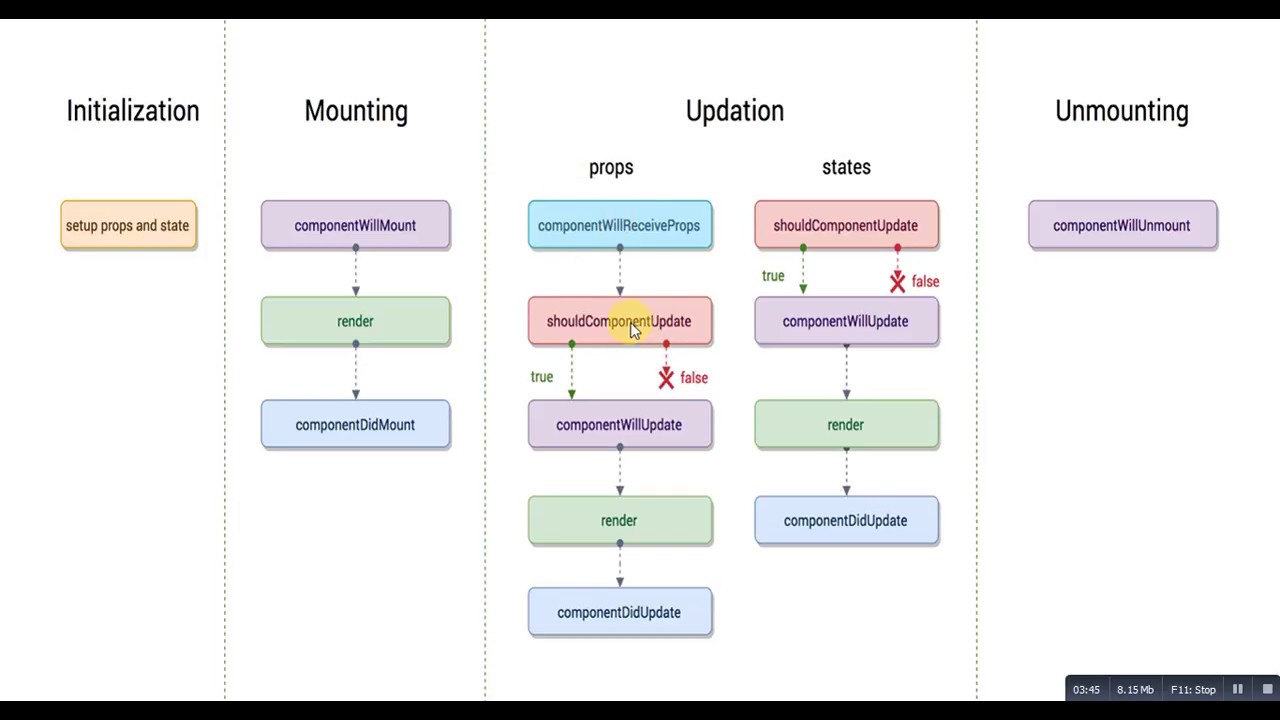 Initialization
Mounting
Updation
Unmounting
props
states
setup props and state
componentWillMount
render
componentDidMount
componentWillReceiveProps
shouldComponentUpdate
true
false
componentWillUpdate
render
componentDidUpdate
shouldComponentUpdate
true
false
componentWillUpdate
render
componentDidUpdate
componentWillUnmount
03:45 8.15 Mb F11: Stop